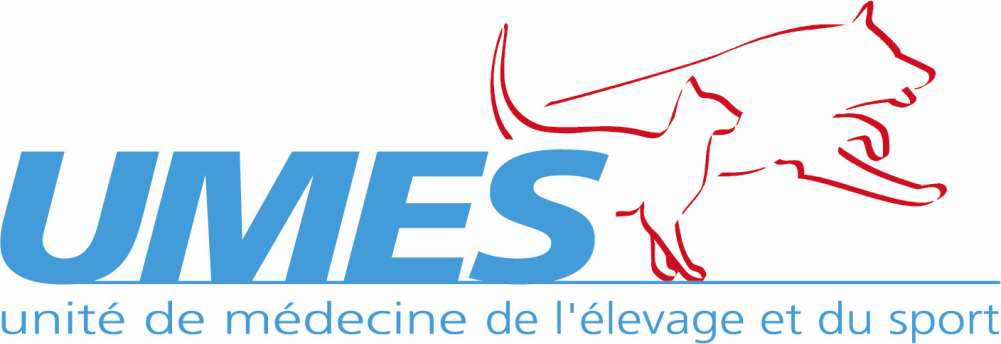 UMES
unité de médecine de l'élevage et du sport